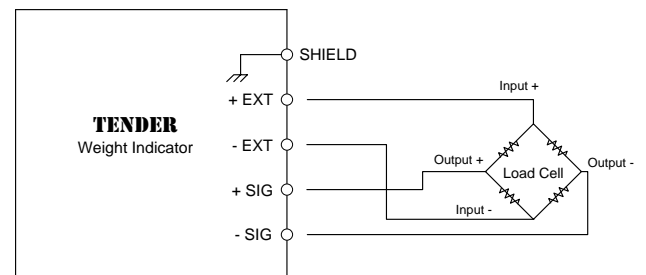 SHIELD
+ EXT
Input +
TENDER
Weight Indicator
- EXT
Output +
Load Cell
Output -
+ SIG
Input -
- SIG